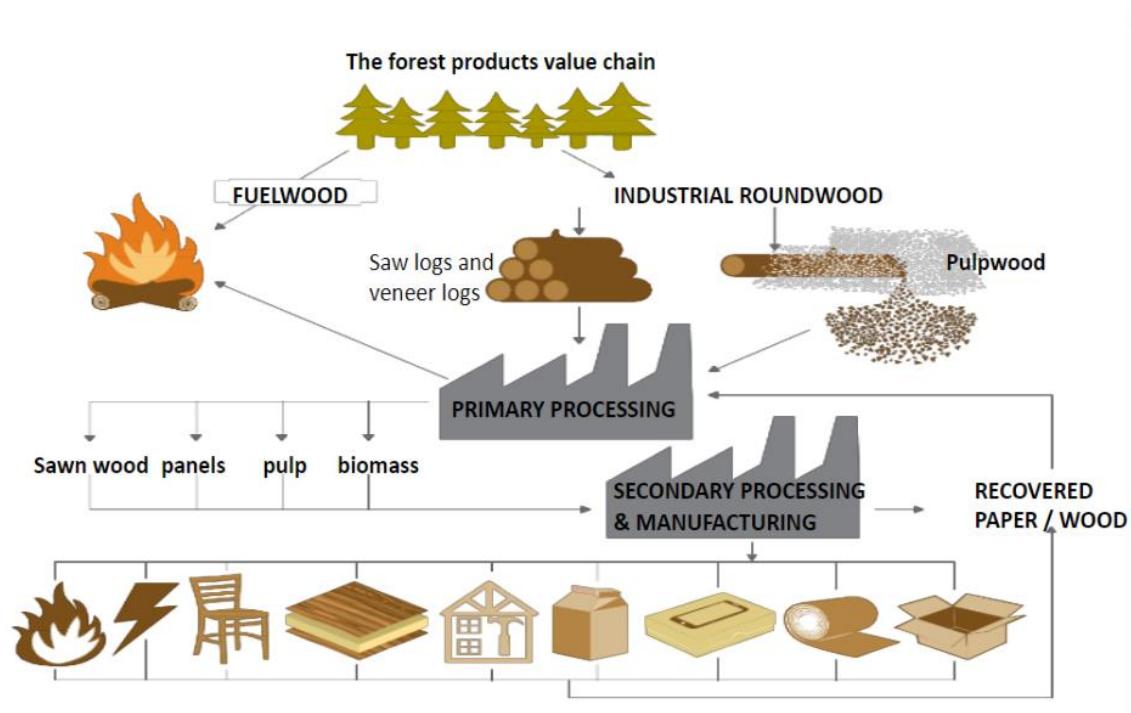 The forest products value chain
FUELWOOD
INDUSTRIAL ROUNDWOOD
Saw logs and
veneer logs
Pulpwood
PRIMARY PROCESSING
Sawn wood panels pulp biomass
SECONDARY PROCESSING
& MANUFACTURING
RECOVERED
PAPER / WOOD